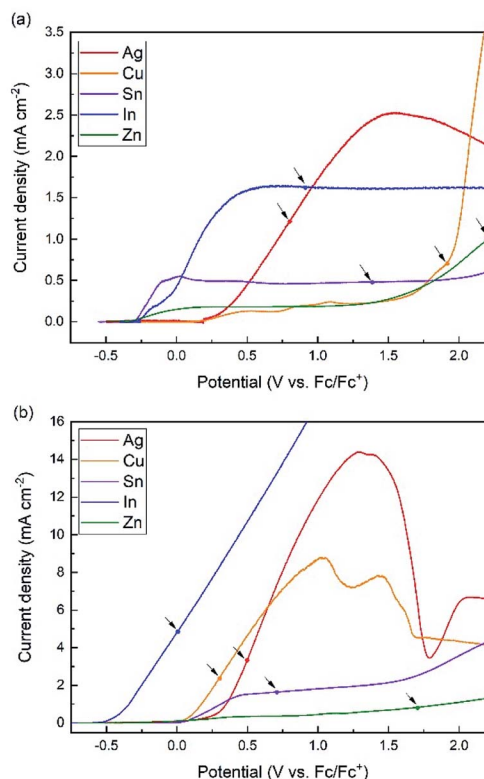 (a)
Ag
Cu
Sn
In
Zn
Current density (mA cm⁻²)
3.5
3.0
2.5
2.0
1.5
1.0
0.5
0.0
-0.5 0.0 0.5 1.0 1.5 2.0
Potential (V vs. Fc/Fc⁺)
(b)
Ag
Cu
Sn
In
Zn
Current density (mA cm⁻²)
16
14
12
10
8
6
4
2
0
-0.5 0.0 0.5 1.0 1.5 2.0
Potential (V vs. Fc/Fc⁺)